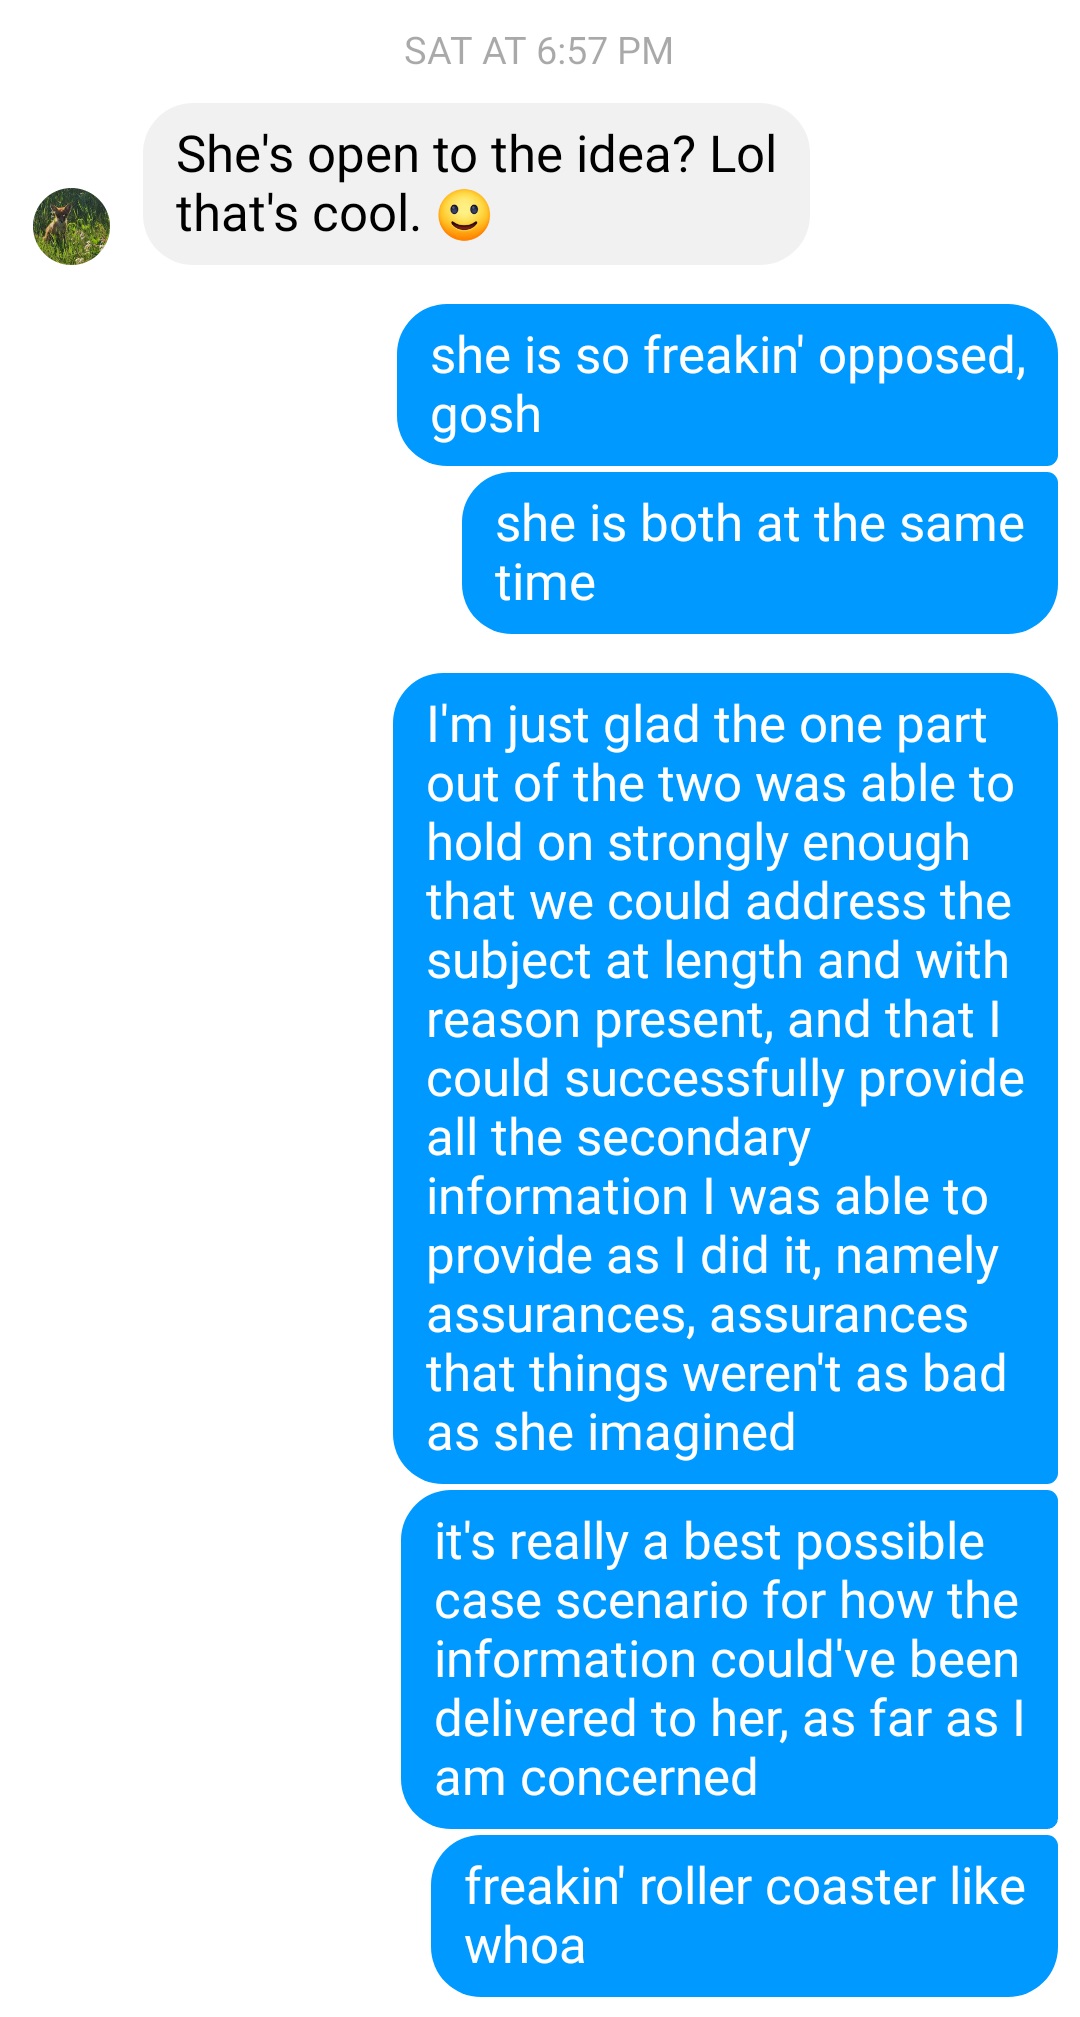 SAT AT 6:57 PM
She's open to the idea? Lol
that's cool. 🙂
she is so freakin' opposed,
gosh
she is both at the same
time
I'm just glad the one part
out of the two was able to
hold on strongly enough
that we could address the
subject at length and with
reason present, and that I
could successfully provide
all the secondary
information I was able to
provide as I did it, namely
assurances, assurances
that things weren't as bad
as she imagined
it's really a best possible
case scenario for how the
information could've been
delivered to her, as far as I
am concerned
freakin' roller coaster like
whoa